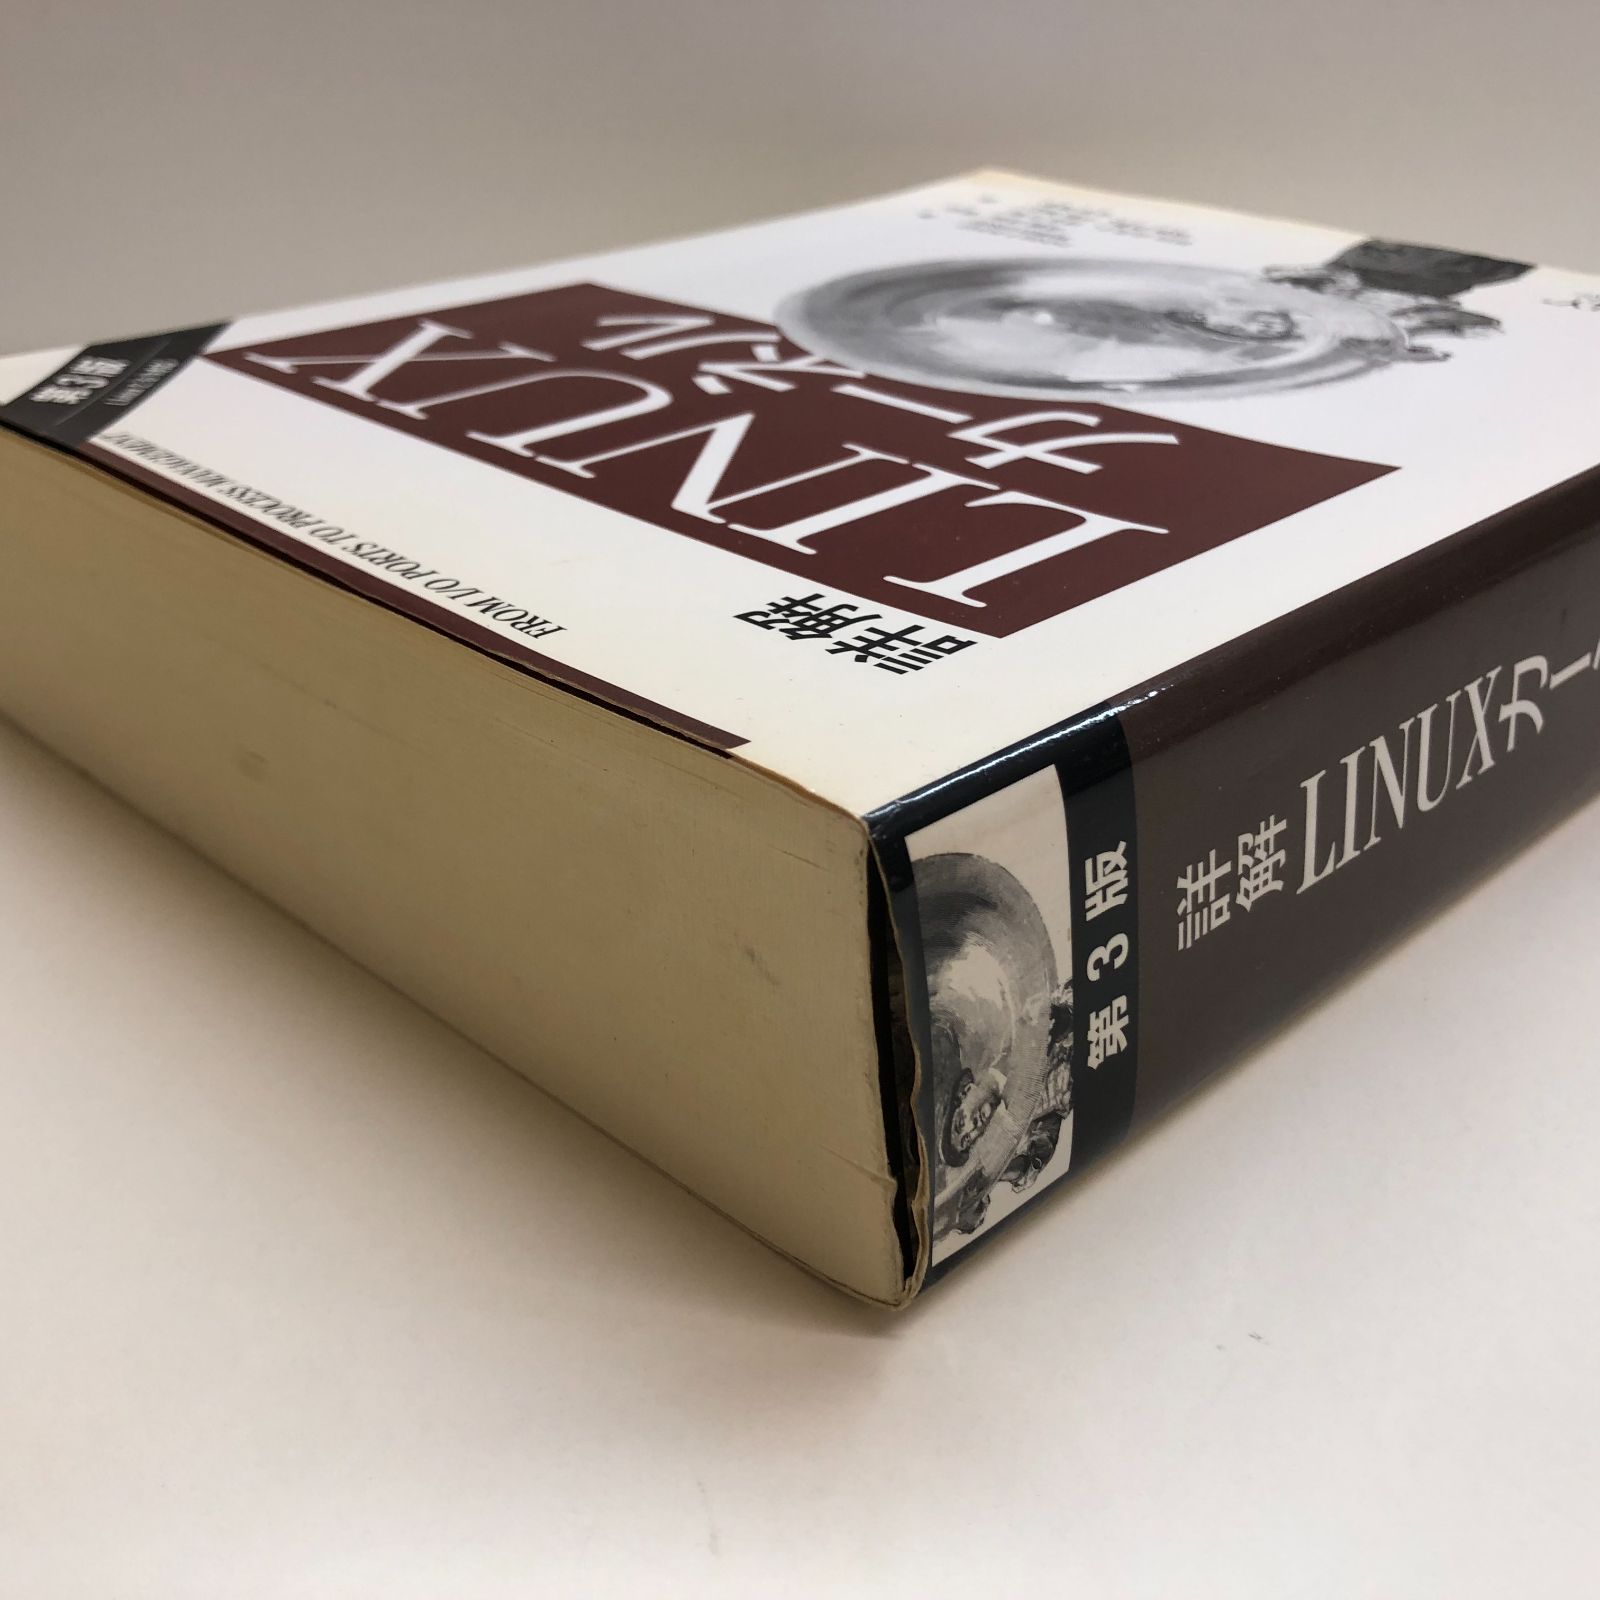 FROM I/O PORTS TO PROCESS MANAGEMENT
第3版
詳解
LINUX
カーネル
第3版
詳解 LINUXカー